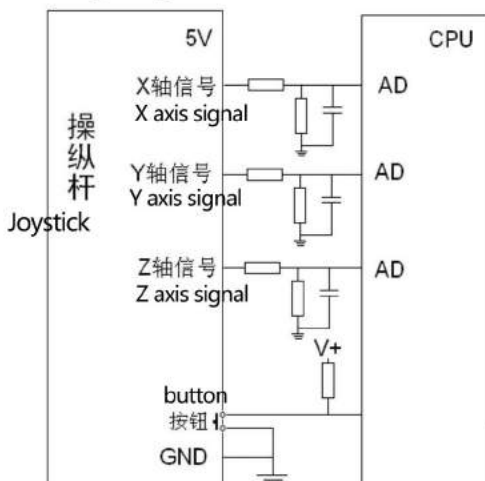 5V
CPU
X轴信号
X axis signal
AD
操纵杆
Joystick
Y轴信号
Y axis signal
AD
Z轴信号
Z axis signal
AD
V+
button
按钮
GND